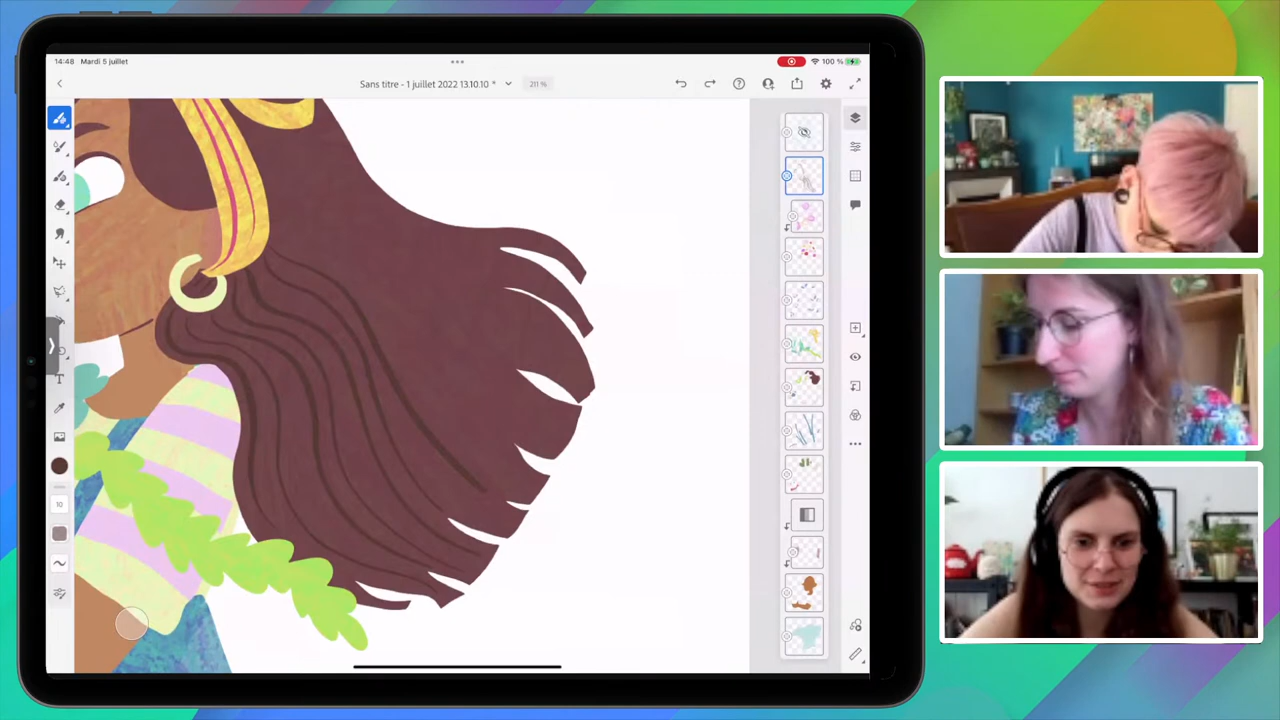 14:48 Mardi 5 juillet
100 %
Sans titre - 1 juillet 2022 13.10.10 *
211 %
T
10